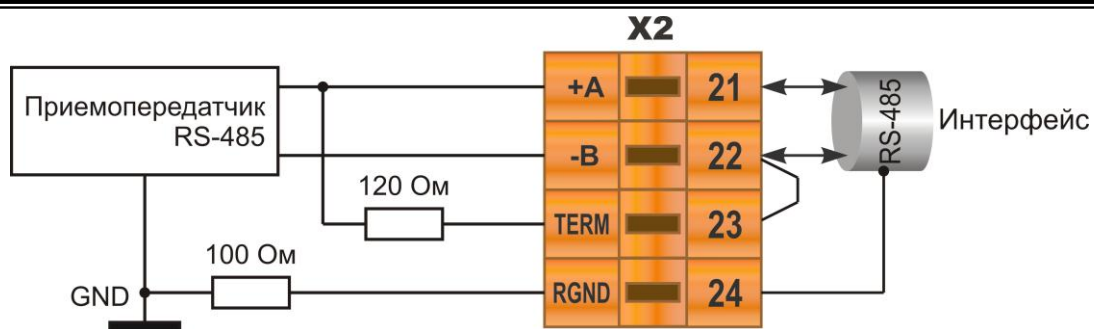 X2
Приемопередатчик
RS-485
+A 21
-B 22
TERM 23
RGND 24
120 Ом
100 Ом
GND
RS-485
Интерфейс